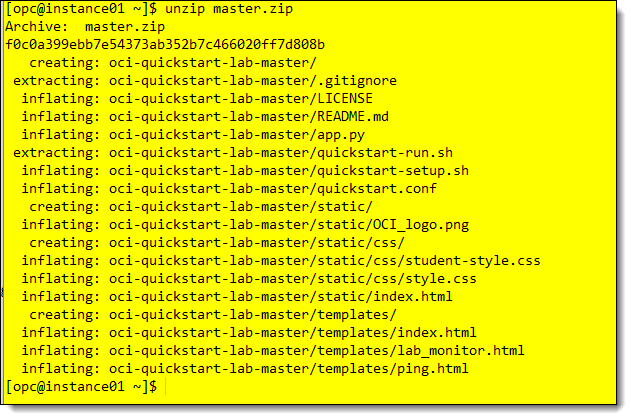 [opc@instance01 ~]$ unzip master.zip
Archive:  master.zip
f0c0a399ebb7e54373ab352b7c466020ff7d808b
   creating: oci-quickstart-lab-master/
 extracting: oci-quickstart-lab-master/.gitignore
  inflating: oci-quickstart-lab-master/LICENSE
  inflating: oci-quickstart-lab-master/README.md
  inflating: oci-quickstart-lab-master/app.py
 extracting: oci-quickstart-lab-master/quickstart-run.sh
  inflating: oci-quickstart-lab-master/quickstart-setup.sh
  inflating: oci-quickstart-lab-master/quickstart.conf
   creating: oci-quickstart-lab-master/static/
  inflating: oci-quickstart-lab-master/static/OCI_logo.png
   creating: oci-quickstart-lab-master/static/css/
  inflating: oci-quickstart-lab-master/static/css/student-style.css
  inflating: oci-quickstart-lab-master/static/css/style.css
  inflating: oci-quickstart-lab-master/static/index.html
   creating: oci-quickstart-lab-master/templates/
  inflating: oci-quickstart-lab-master/templates/index.html
  inflating: oci-quickstart-lab-master/templates/lab_monitor.html
  inflating: oci-quickstart-lab-master/templates/ping.html
[opc@instance01 ~]$